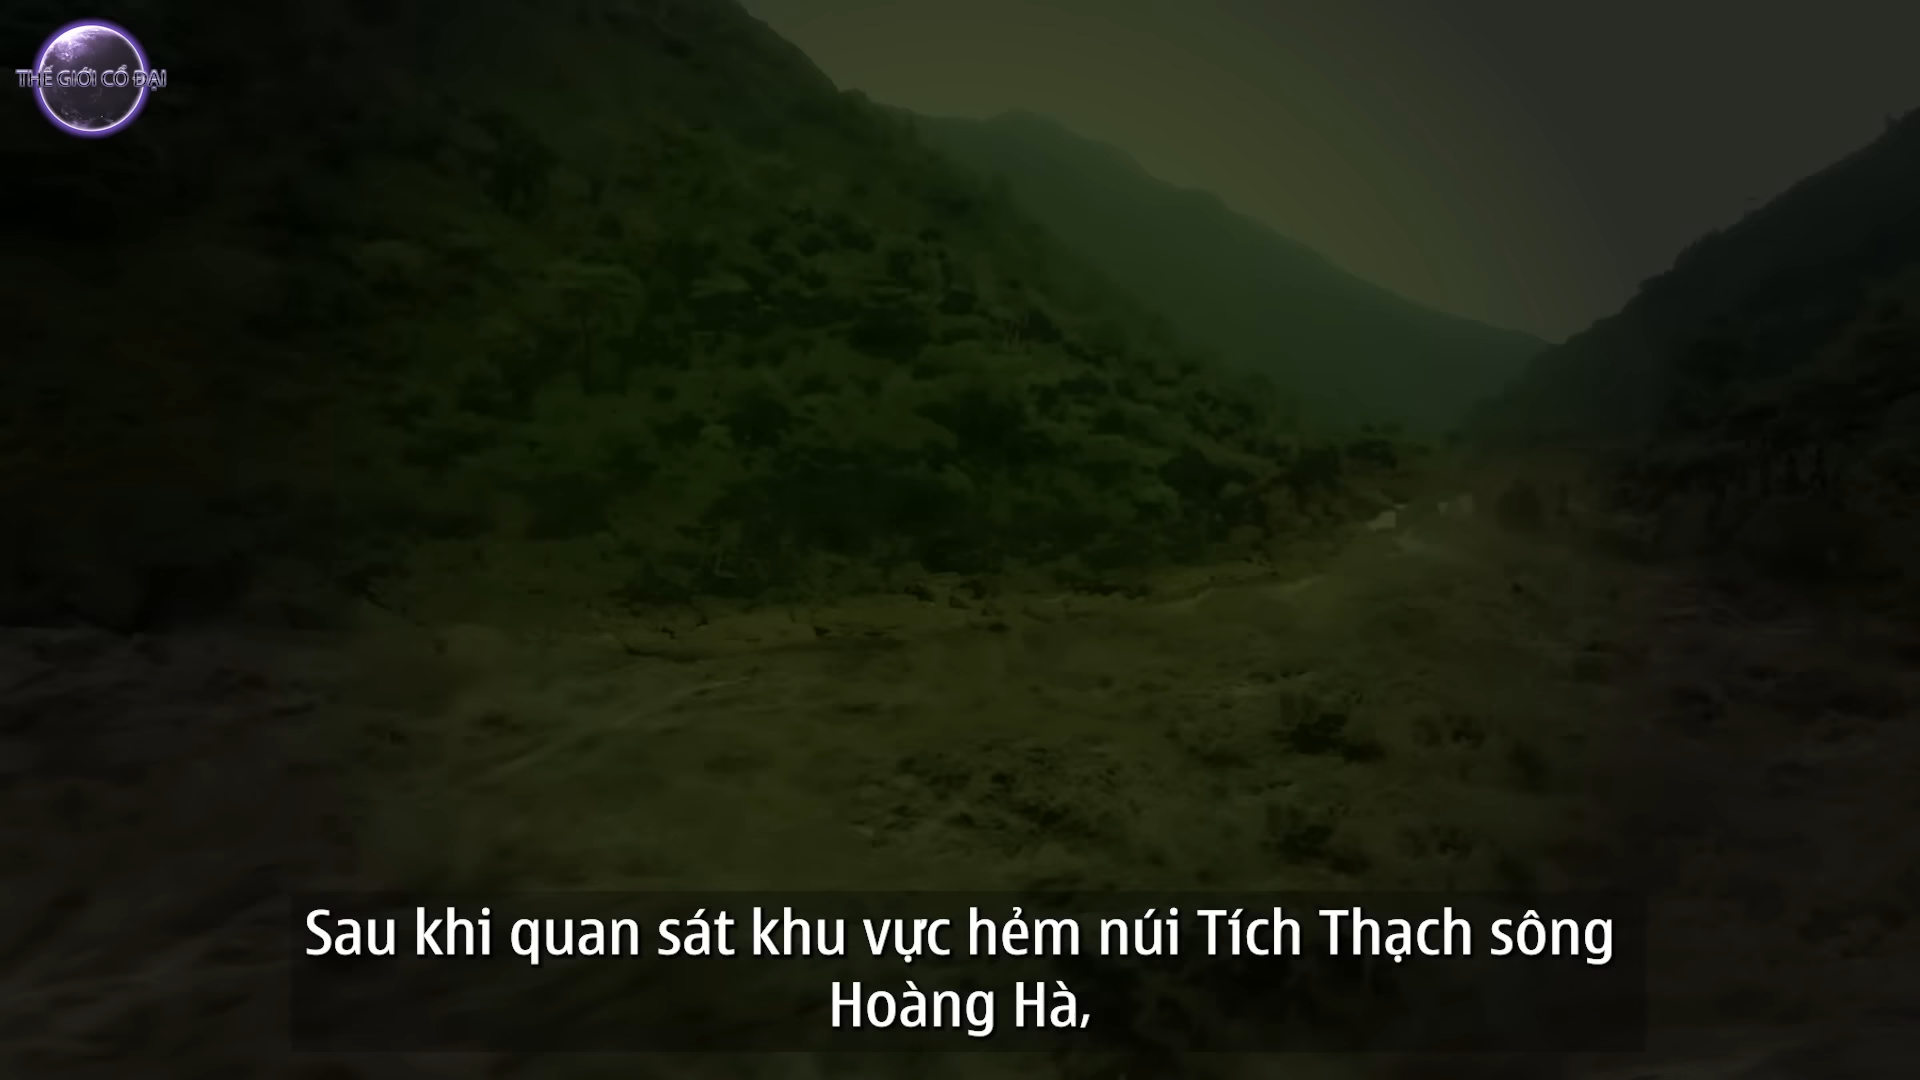 THẾ GIỚI CỔ ĐẠI
Sau khi quan sát khu vực hẻm núi Tích Thạch sông
Hoàng Hà,